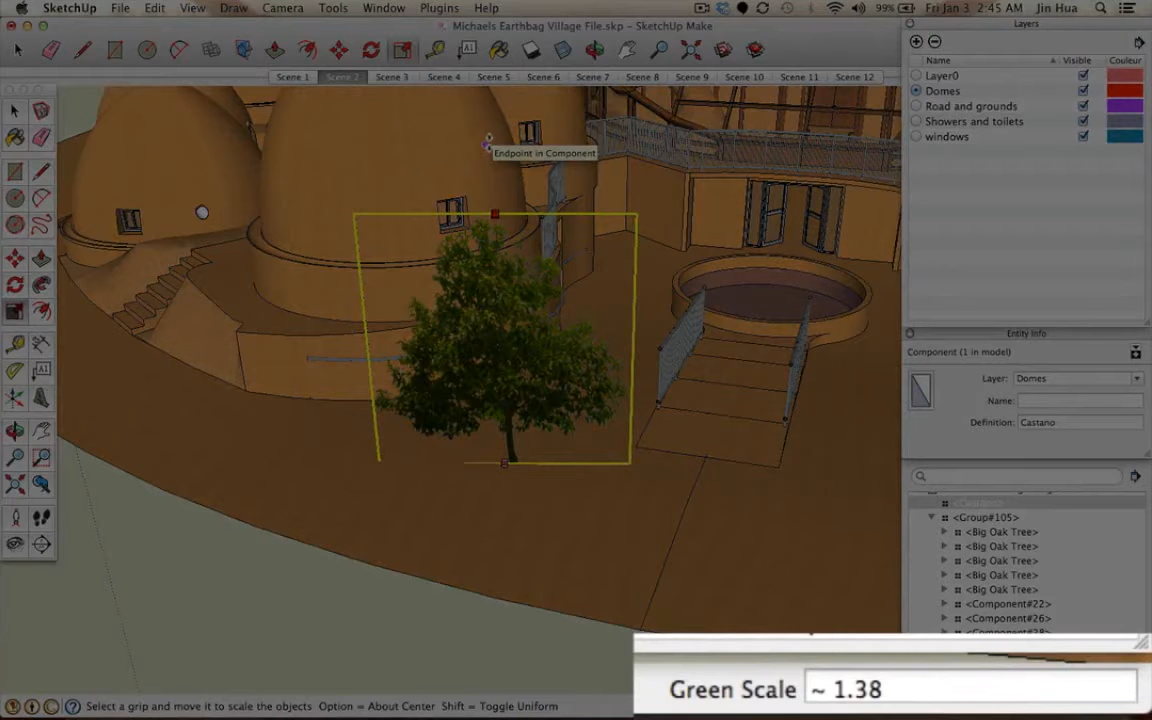 SketchUp File Edit View Draw Camera Tools Window Plugins Help 99% Fri Jan 3 2:45 AM Jin Hua
Michaels Earthbag Village File.skp – SketchUp Make
Layers
Name Visible Couleur
Scene 1 Scene 2 Scene 3 Scene 4 Scene 5 Scene 6 Scene 7 Scene 8 Scene 9 Scene 10 Scene 11 Scene 12
Layer0
Domes
Road and grounds
Showers and toilets
windows
Endpoint in Component
Entity Info
Component (1 in model)
Layer: Domes
Name:
Definition: Castano
<Group#105>
<Big Oak Tree>
<Big Oak Tree>
<Big Oak Tree>
<Big Oak Tree>
<Big Oak Tree>
<Component#22>
<Component#26>
Green Scale ~ 1.38
Select a grip and move it to scale the objects Option = About Center Shift = Toggle Uniform